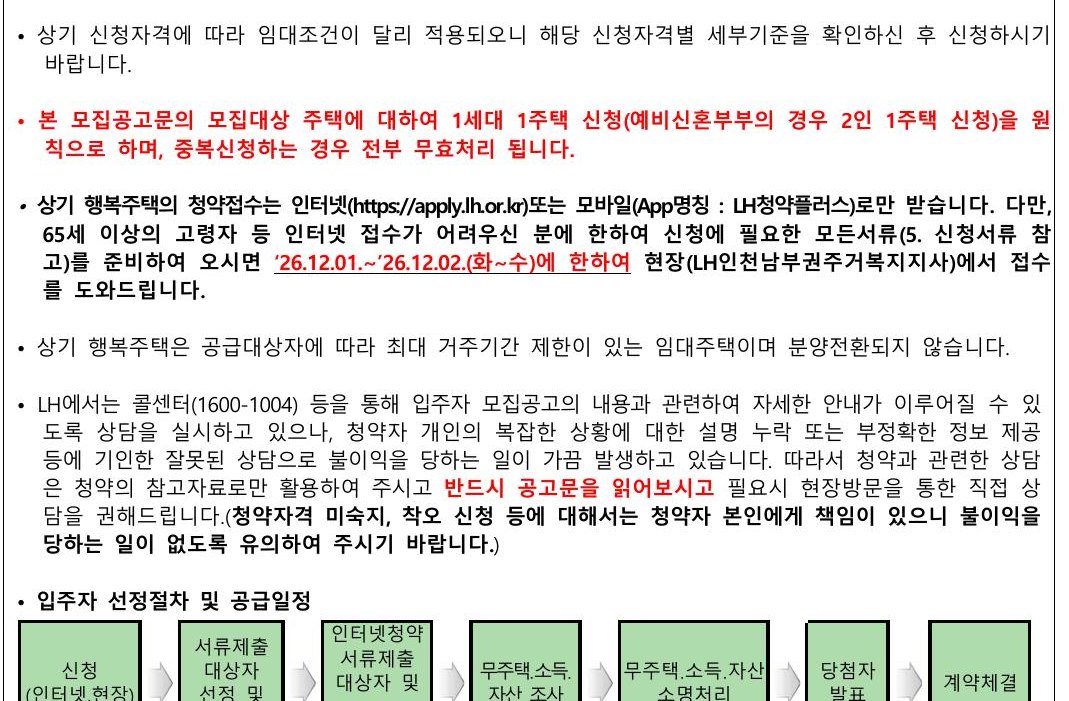 • 상기 신청자격에 따라 임대조건이 달리 적용되오니 해당 신청자격별 세부기준을 확인하신 후 신청하시기
바랍니다.
• 본 모집공고문의 모집대상 주택에 대하여 1세대 1주택 신청(예비신혼부부의 경우 2인 1주택 신청)을 원
칙으로 하며, 중복신청하는 경우 전부 무효처리 됩니다.
• 상기 행복주택의 청약접수는 인터넷(https://apply.lh.or.kr)또는 모바일(App명칭 : LH청약플러스)로만 받습니다. 다만,
65세 이상의 고령자 등 인터넷 접수가 어려우신 분에 한하여 신청에 필요한 모든서류(5. 신청서류 참
고)를 준비하여 오시면 ‘26.12.01.~’26.12.02.(화~수)에 한하여 현장(LH인천남부권주거복지지사)에서 접수
를 도와드립니다.
• 상기 행복주택은 공급대상자에 따라 최대 거주기간 제한이 있는 임대주택이며 분양전환되지 않습니다.
• LH에서는 콜센터(1600-1004) 등을 통해 입주자 모집공고의 내용과 관련하여 자세한 안내가 이루어질 수 있
도록 상담을 실시하고 있으나, 청약자 개인의 복잡한 상황에 대한 설명 누락 또는 부정확한 정보 제공
등에 기인한 잘못된 상담으로 불이익을 당하는 일이 가끔 발생하고 있습니다. 따라서 청약과 관련한 상담
은 청약의 참고자료로만 활용하여 주시고 반드시 공고문을 읽어보시고 필요시 현장방문을 통한 직접 상
담을 권해드립니다.(청약자격 미숙지, 착오 신청 등에 대해서는 청약자 본인에게 책임이 있으니 불이익을
당하는 일이 없도록 유의하여 주시기 바랍니다.)
• 입주자 선정절차 및 공급일정
신청
(인터넷.현장)
서류제출
대상자
선정 및
인터넷청약
서류제출
대상자 및
무주택.소득.
자산 조사
무주택.소득.자산
소명처리
당첨자
발표
계약체결